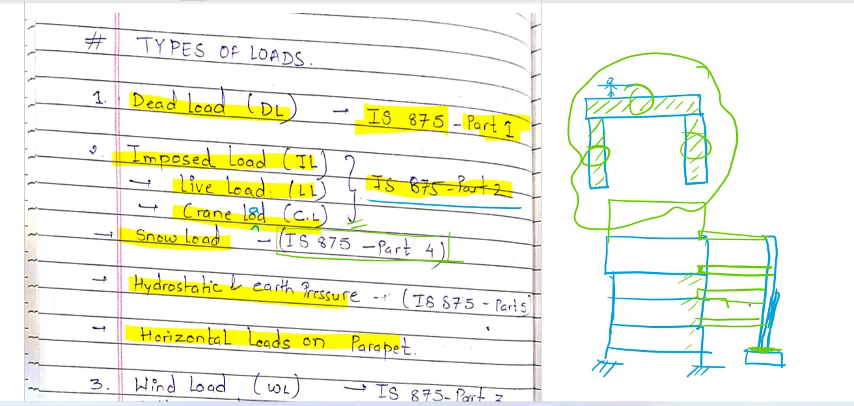 # TYPES OF LOADS.
1. Dead Load (DL) → IS 875 - Part 1
2. Imposed Load (IL)
→ Live Load. (LL) IS 875 - Part 2
→ Crane load (C.L)
→ Snow load → (IS 875 - Part 4)
→ Hydrostatic & earth Pressure → (IS 875 - Part 5)
→ Horizontal Loads on Parapet.
3. Wind Load (WL) → IS 875 - Part 3